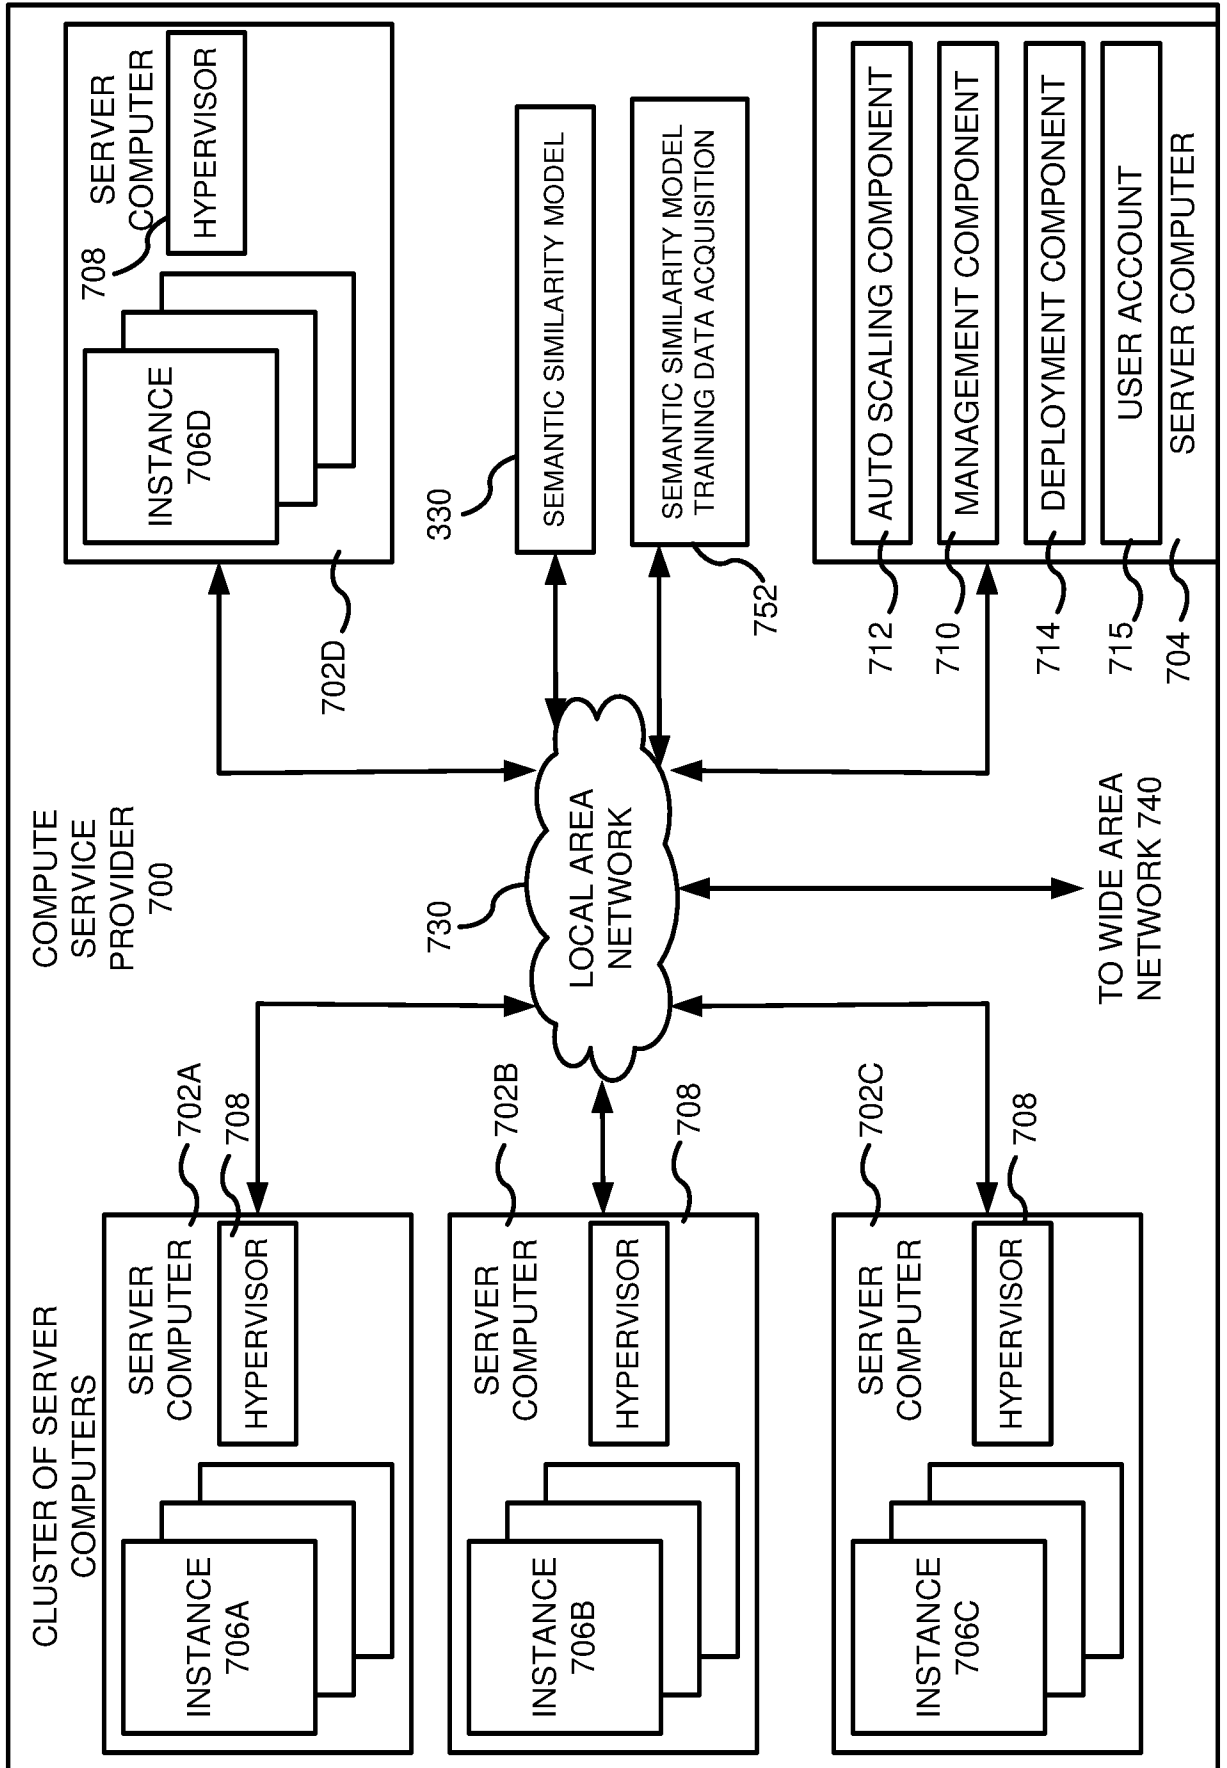 CLUSTER OF SERVER
COMPUTERS
COMPUTE
SERVICE
PROVIDER
700
SERVER
COMPUTER
702A
708
HYPERVISOR
INSTANCE
706A
SERVER
COMPUTER
702B
708
HYPERVISOR
INSTANCE
706B
SERVER
COMPUTER
702C
708
HYPERVISOR
INSTANCE
706C
730
LOCAL AREA
NETWORK
TO WIDE AREA
NETWORK 740
SERVER
COMPUTER
708
HYPERVISOR
INSTANCE
706D
702D
330
SEMANTIC SIMILARITY MODEL
SEMANTIC SIMILARITY MODEL
TRAINING DATA ACQUISITION
752
712
AUTO SCALING COMPONENT
710
MANAGEMENT COMPONENT
714
DEPLOYMENT COMPONENT
715
USER ACCOUNT
704
SERVER COMPUTER